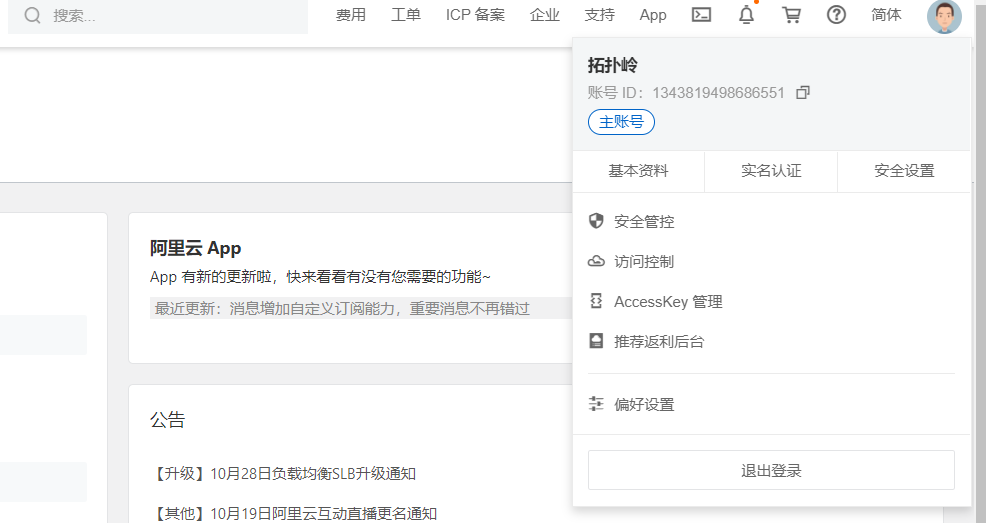 搜索...
费用 工单 ICP 备案 企业 支持 App 简体
拓扑岭
账号 ID： 1343819498686551
主账号
基本资料 实名认证 安全设置
安全管控
访问控制
AccessKey 管理
推荐返利后台
偏好设置
退出登录
阿里云 App
App 有新的更新啦，快来看看有没有您需要的功能~
最近更新：消息增加自定义订阅能力，重要消息不再错过
公告
【升级】10月28日负载均衡SLB升级通知
【其他】10月19日阿里云互动直播更名通知